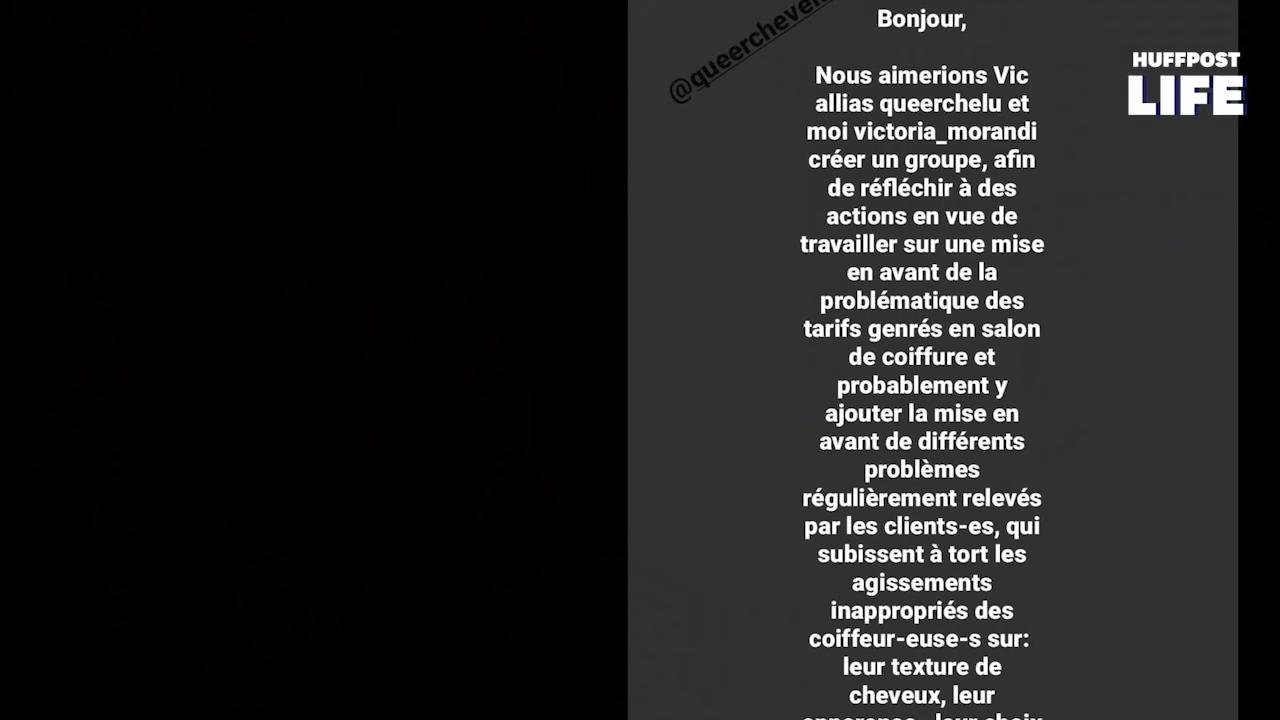 Bonjour,
Nous aimerions Vic
allias queerchelu et
moi victoria_morandi
créer un groupe, afin
de réfléchir à des
actions en vue de
travailler sur une mise
en avant de la
problématique des
tarifs genrés en salon
de coiffure et
probablement y
ajouter la mise en
avant de différents
problèmes
régulièrement relevés
par les clients-es, qui
subissent à tort les
agissements
inappropriés des
coiffeur-euse-s sur:
leur texture de
cheveux, leur
HUFFPOST
LIFE